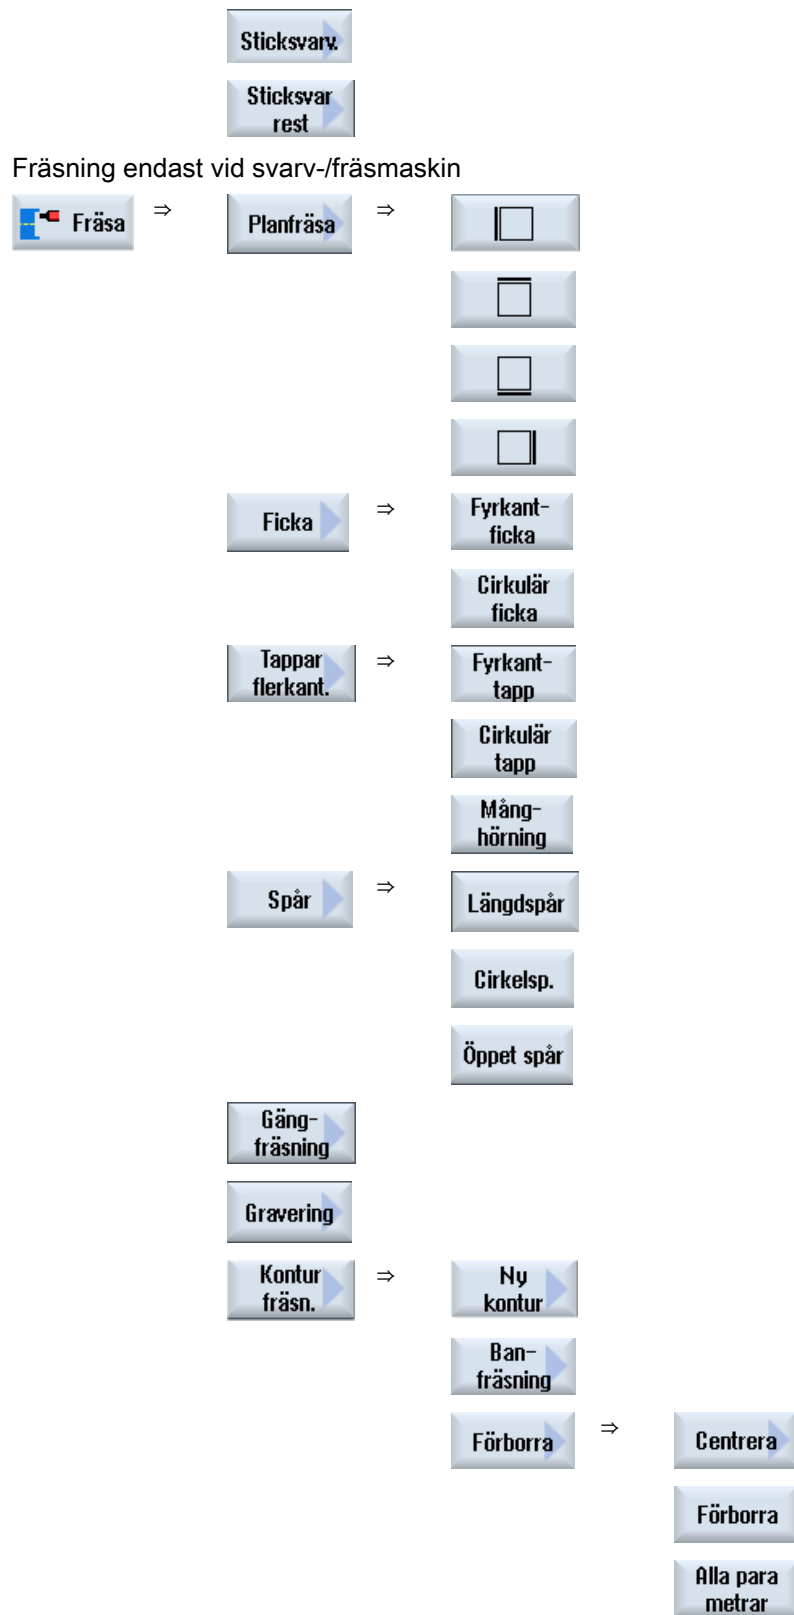 Sticksvarv.
Sticksvar
rest
Fräsning endast vid svarv-/fräsmaskin
Fräsa ⇒ Planfräsa ⇒
Ficka ⇒ Fyrkant-
ficka
Cirkulär
ficka
Tappar
flerkant. ⇒ Fyrkant-
tapp
Cirkulär
tapp
Mång-
hörning
Spår ⇒ Längdspår
Cirkelsp.
Öppet spår
Gäng-
fräsning
Gravering
Kontur
fräsn. ⇒ Ny
kontur
Ban-
fräsning
Förborra ⇒ Centrera
Förborra
Alla para
metrar